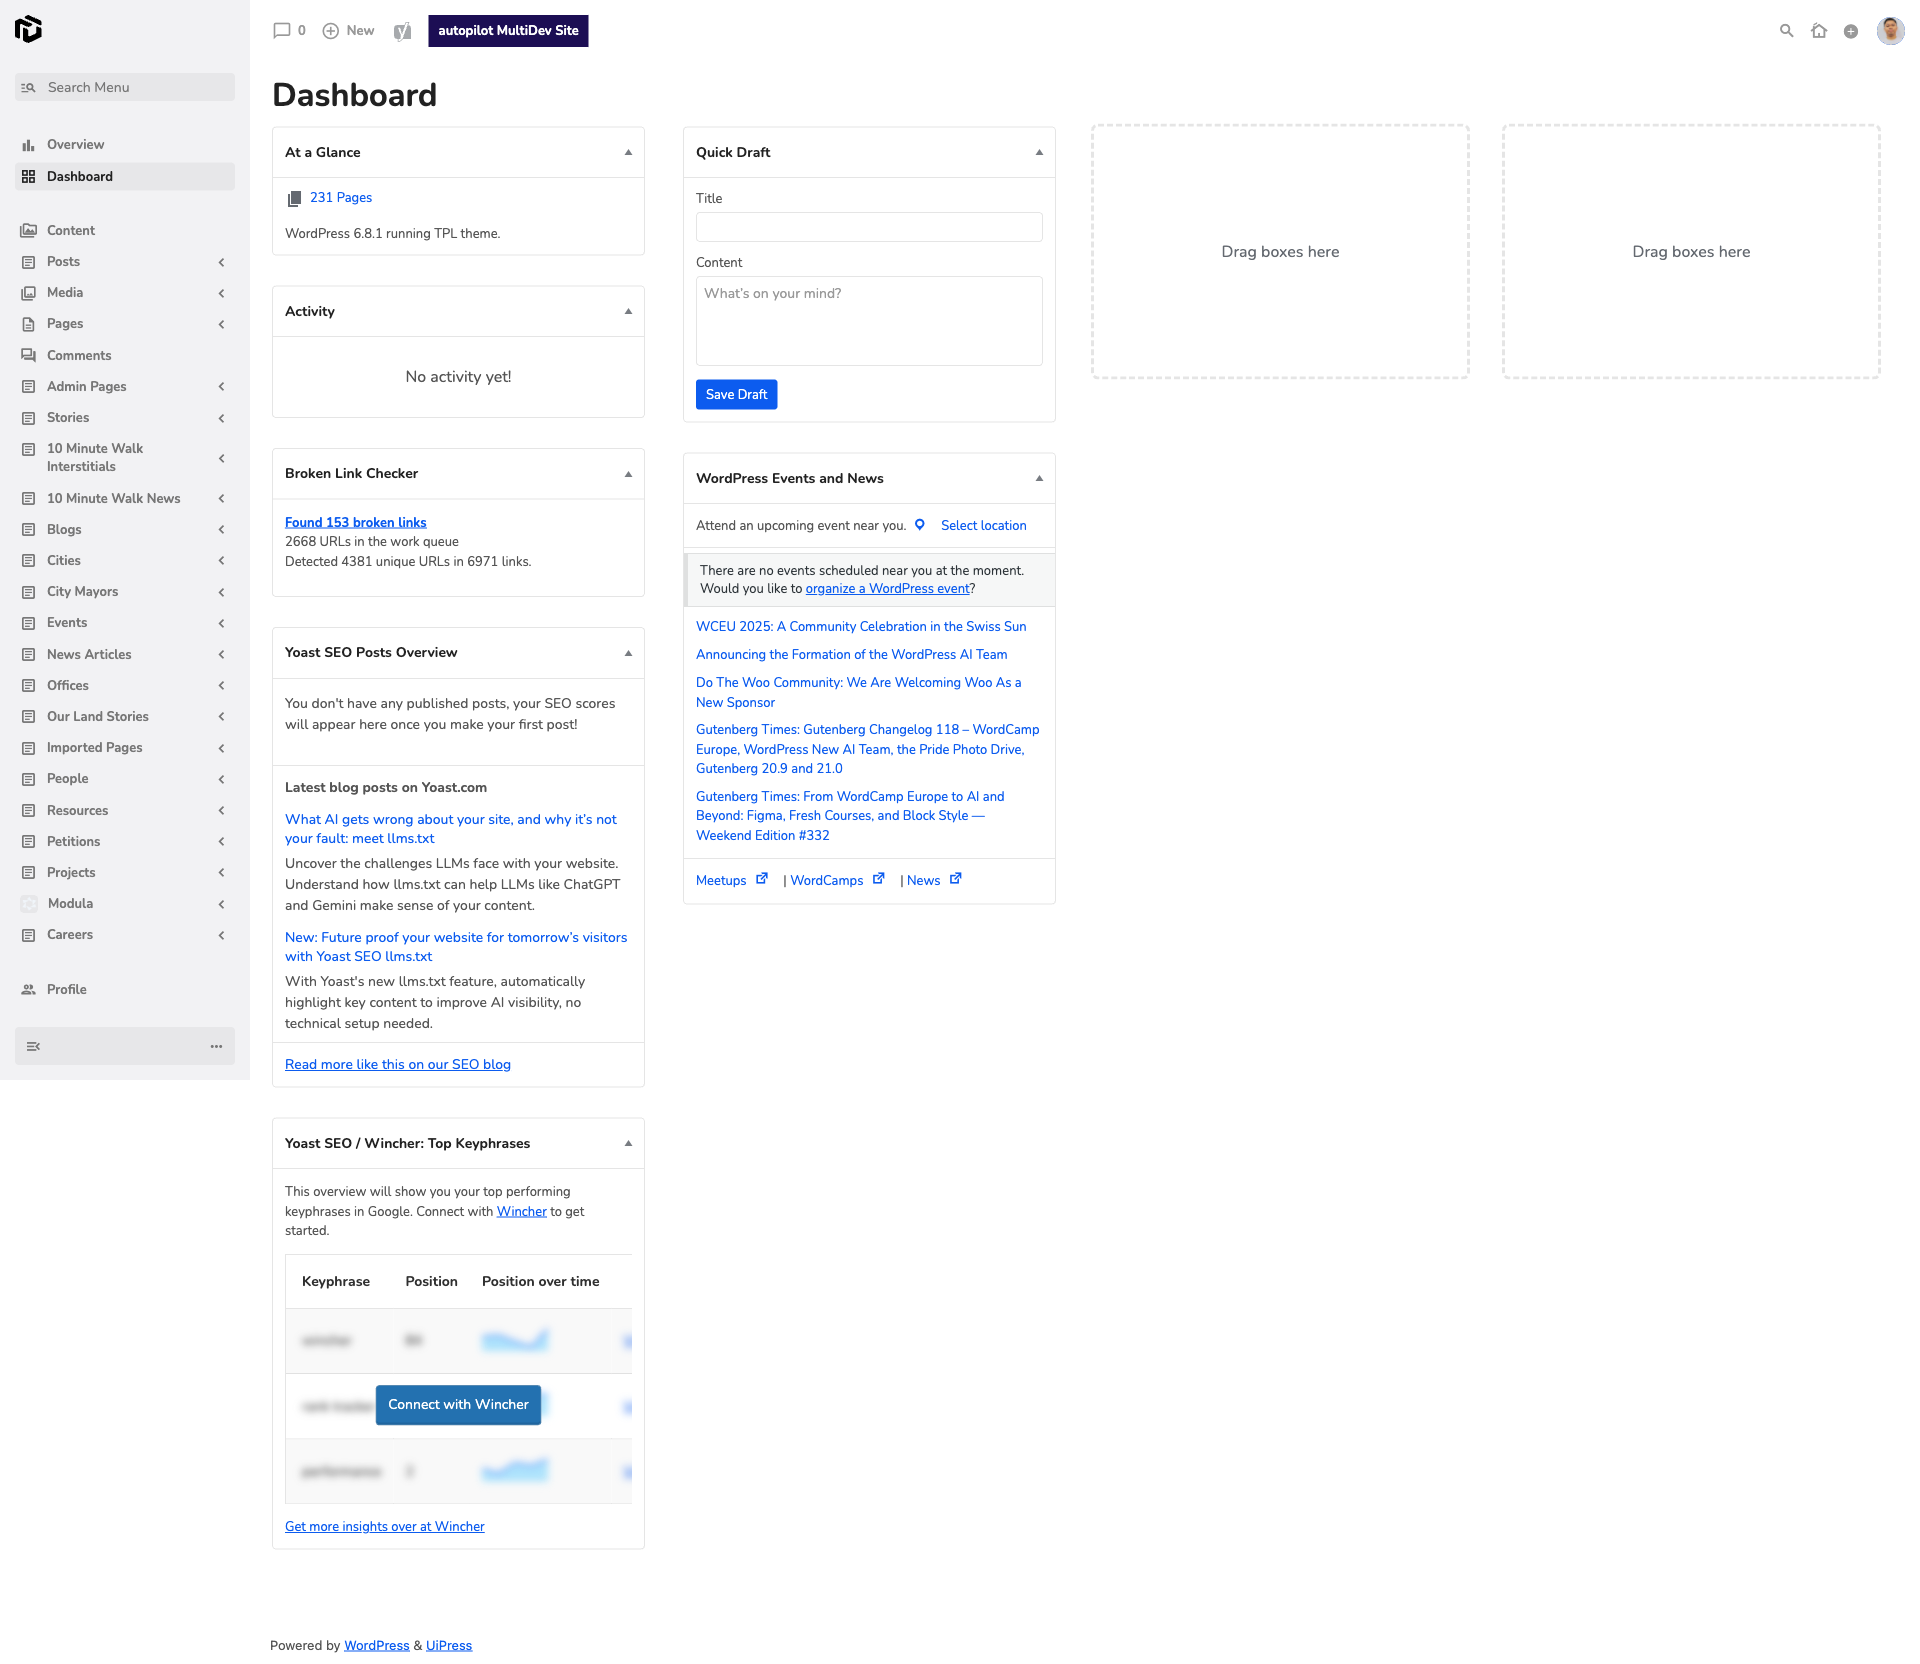 0
New
autopilot MultiDev Site
Search Menu
Overview
Dashboard
Content
Posts
Media
Pages
Comments
Admin Pages
Stories
10 Minute Walk
Interstitials
10 Minute Walk News
Blogs
Cities
City Mayors
Events
News Articles
Offices
Our Land Stories
Imported Pages
People
Resources
Petitions
Projects
Modula
Careers
Profile
Dashboard
At a Glance
231 Pages
WordPress 6.8.1 running TPL theme.
Activity
No activity yet!
Broken Link Checker
Found 153 broken links
2668 URLs in the work queue
Detected 4381 unique URLs in 6971 links.
Yoast SEO Posts Overview
You don't have any published posts, your SEO scores
will appear here once you make your first post!
Latest blog posts on Yoast.com
What AI gets wrong about your site, and why it’s not
your fault: meet llms.txt
Uncover the challenges LLMs face with your website.
Understand how llms.txt can help LLMs like ChatGPT
and Gemini make sense of your content.
New: Future proof your website for tomorrow’s visitors
with Yoast SEO llms.txt
With Yoast's new llms.txt feature, automatically
highlight key content to improve AI visibility, no
technical setup needed.
Read more like this on our SEO blog
Yoast SEO / Wincher: Top Keyphrases
This overview will show you your top performing
keyphrases in Google. Connect with Wincher to get
started.
Keyphrase Position Position over time
Connect with Wincher
Get more insights over at Wincher
Quick Draft
Title
Content
What’s on your mind?
Save Draft
WordPress Events and News
Attend an upcoming event near you. Select location
There are no events scheduled near you at the moment.
Would you like to organize a WordPress event?
WCEU 2025: A Community Celebration in the Swiss Sun
Announcing the Formation of the WordPress AI Team
Do The Woo Community: We Are Welcoming Woo As a
New Sponsor
Gutenberg Times: Gutenberg Changelog 118 – WordCamp
Europe, WordPress New AI Team, the Pride Photo Drive,
Gutenberg 20.9 and 21.0
Gutenberg Times: From WordCamp Europe to AI and
Beyond: Figma, Fresh Courses, and Block Style —
Weekend Edition #332
Meetups | WordCamps | News
Drag boxes here
Drag boxes here
Powered by WordPress & UiPress